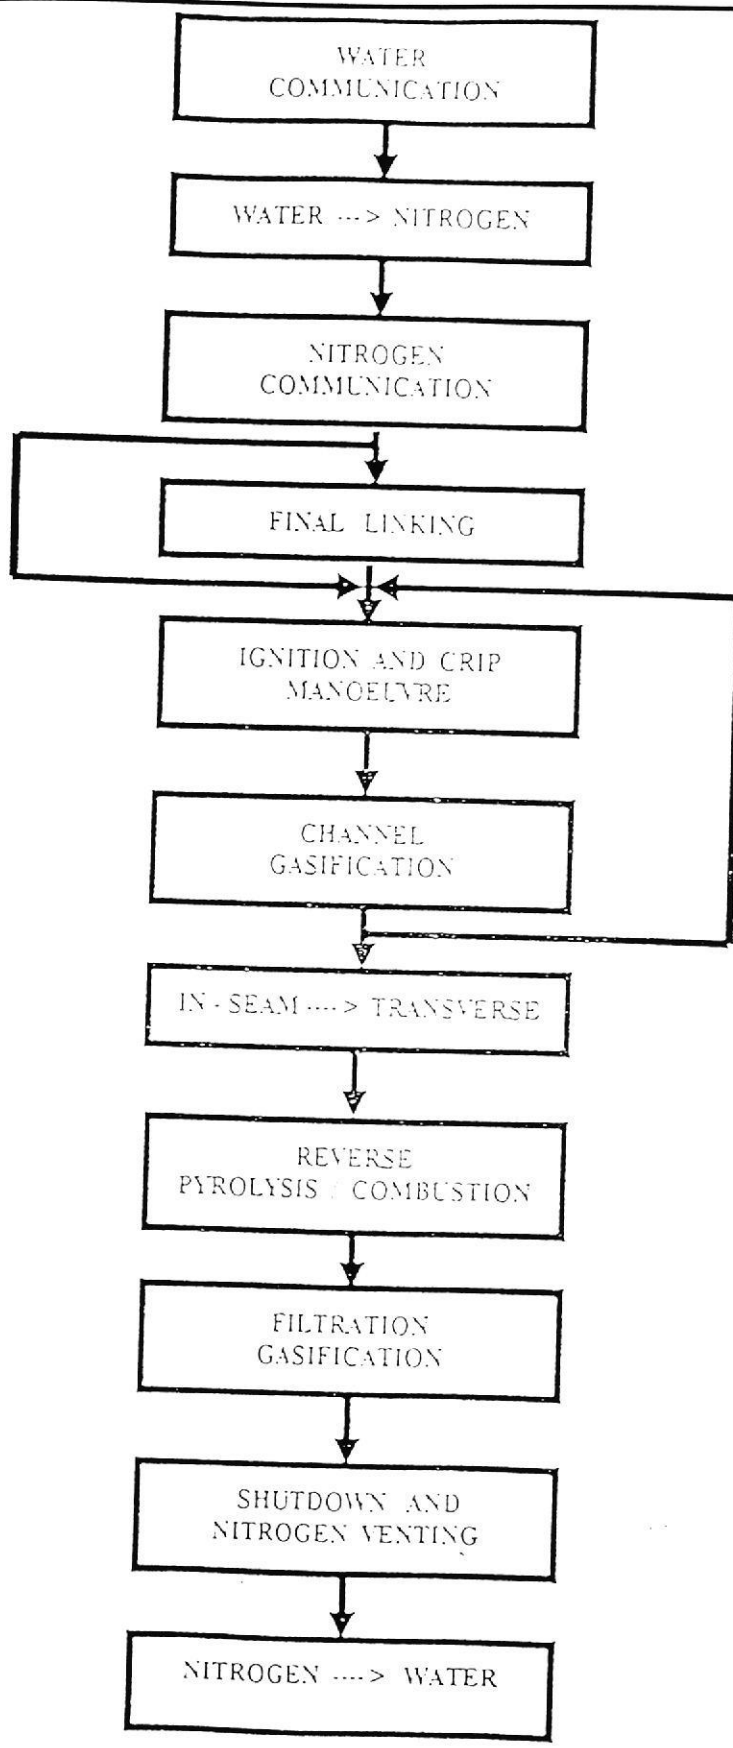 WATER
COMMUNICATION
WATER ---> NITROGEN
NITROGEN
COMMUNICATION
FINAL LINKING
IGNITION AND CRIP
MANOEUVRE
CHANNEL
GASIFICATION
IN - SEAM ----> TRANSVERSE
REVERSE
PYROLYSIS / COMBUSTION
FILTRATION
GASIFICATION
SHUTDOWN AND
NITROGEN VENTING
NITROGEN ----> WATER